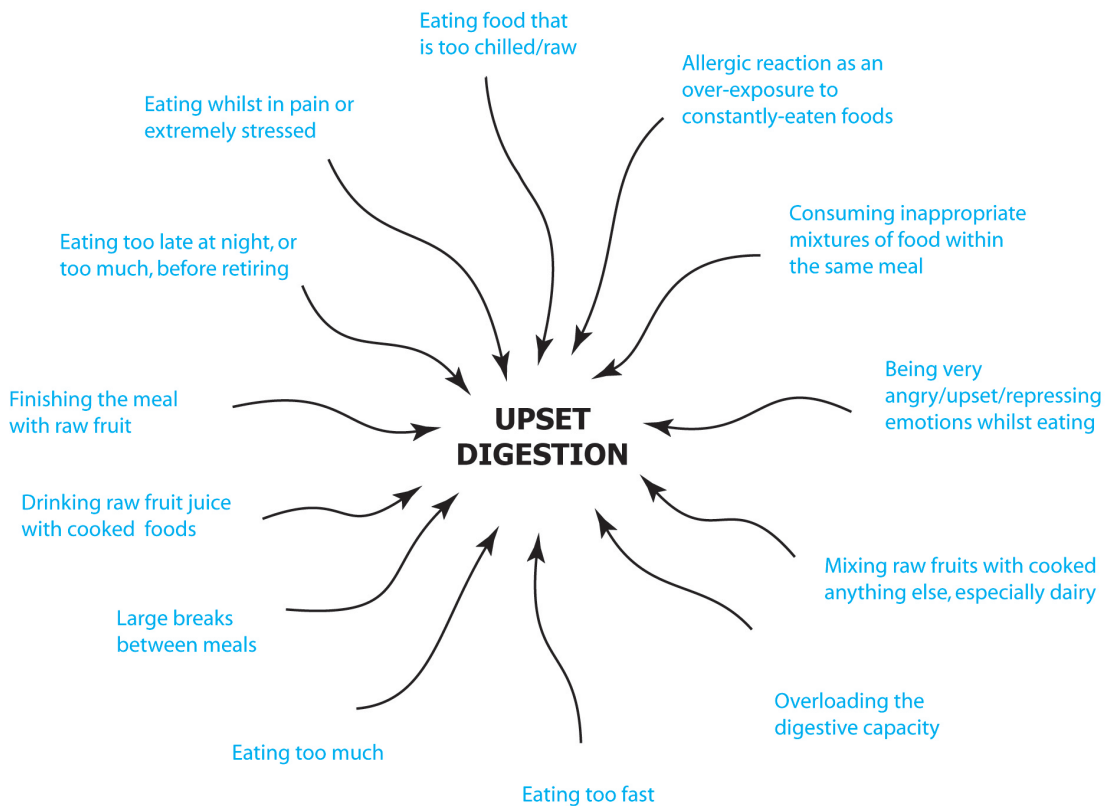 Eating food that
is too chilled/raw
Allergic reaction as an
over-exposure to
constantly-eaten foods
Eating whilst in pain or
extremely stressed
Consuming inappropriate
mixtures of food within
the same meal
Eating too late at night, or
too much, before retiring
Being very
angry/upset/repressing
emotions whilst eating
Finishing the meal
with raw fruit
UPSET
DIGESTION
Drinking raw fruit juice
with cooked foods
Mixing raw fruits with cooked
anything else, especially dairy
Large breaks
between meals
Overloading the
digestive capacity
Eating too much
Eating too fast